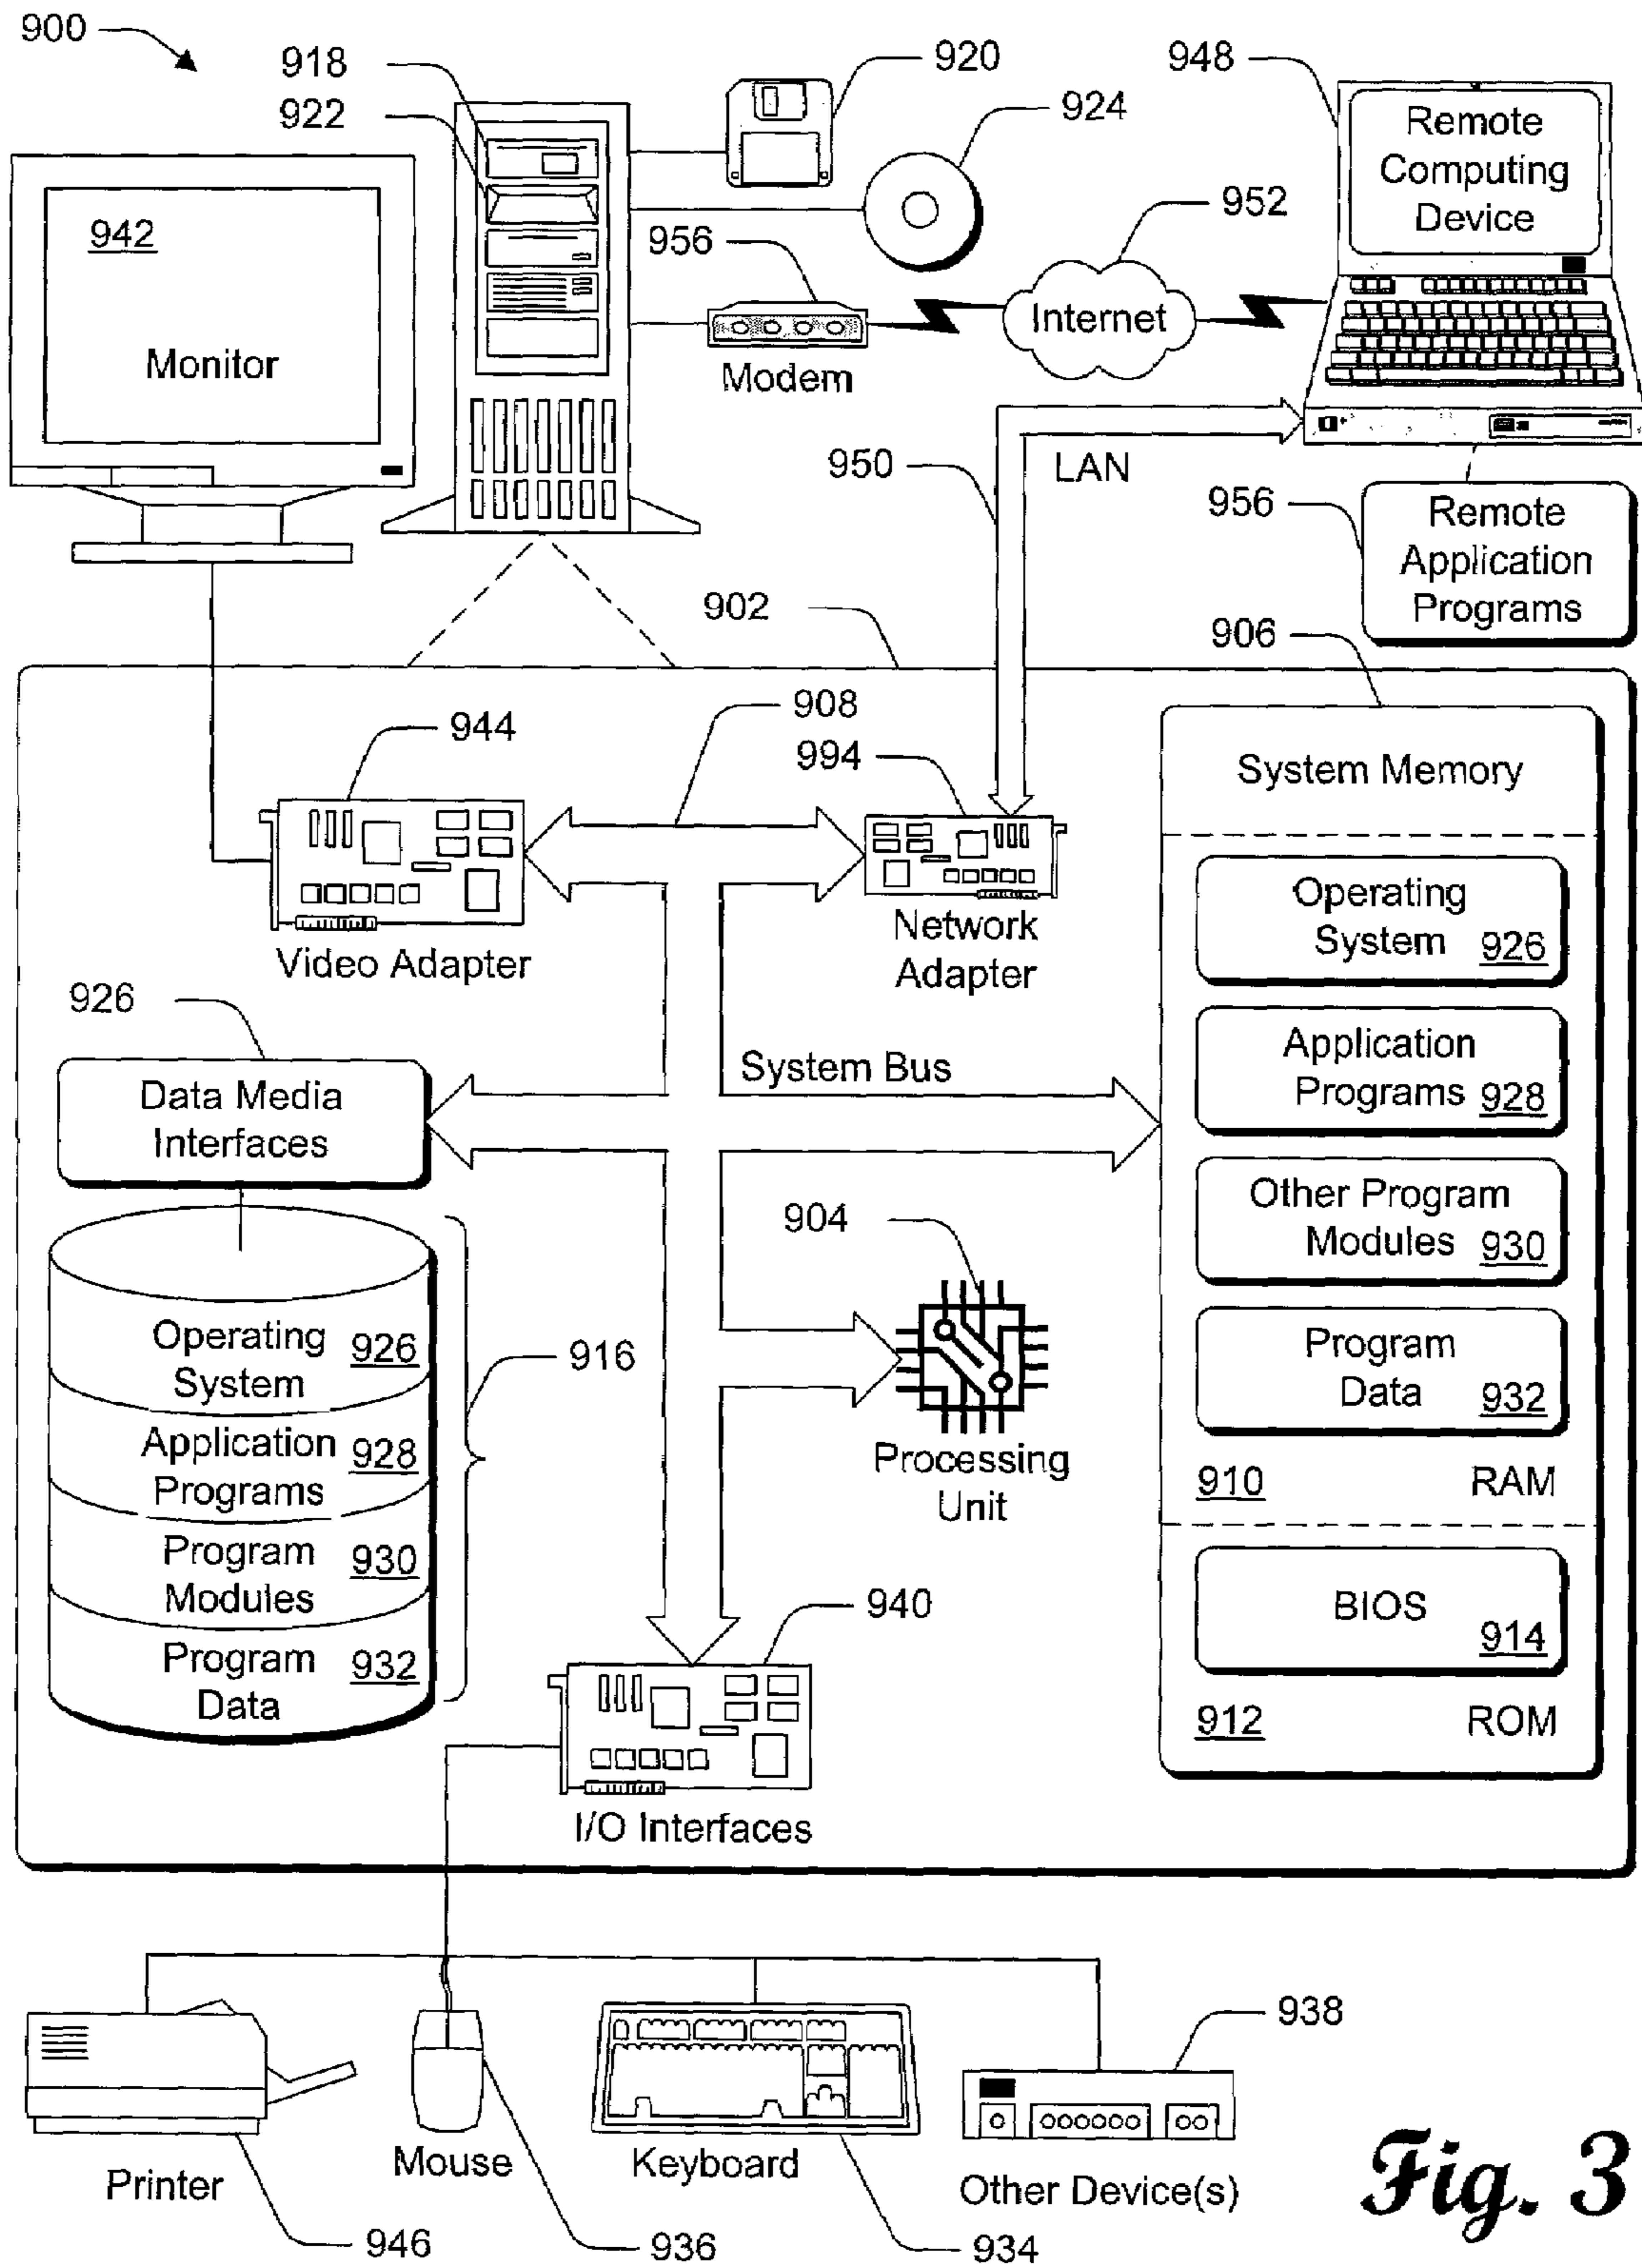 900
918
922
920
924
948
Remote
Computing
Device
942
Monitor
956
Modem
952
Internet
950
LAN
956
Remote
Application
Programs
902
906
944
908
994
Video Adapter
Network
Adapter
System Memory
Operating
System 926
Application
Programs 928
Other Program
Modules 930
Program
Data 932
910 RAM
BIOS
914
912 ROM
926
Data Media
Interfaces
System Bus
904
Processing
Unit
Operating
System 926
Application
Programs 928
Program
Modules 930
Program
Data 932
916
940
I/O Interfaces
Printer
946
Mouse
936
Keyboard
934
938
Other Device(s)
Fig. 3